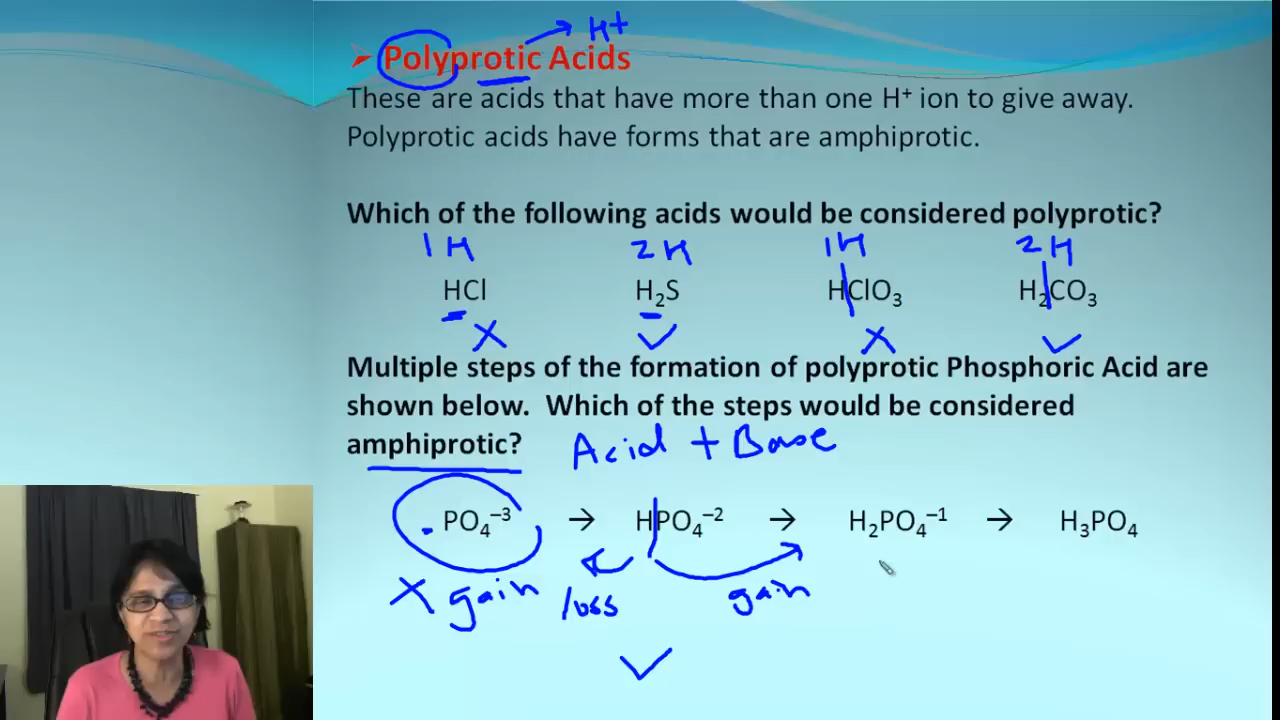 H+
➢ Polyprotic Acids
These are acids that have more than one H⁺ ion to give away.
Polyprotic acids have forms that are amphiprotic.
Which of the following acids would be considered polyprotic?
1H 2H 1H 2H
HCl H₂S HClO₃ H₂CO₃
Multiple steps of the formation of polyprotic Phosphoric Acid are
shown below. Which of the steps would be considered
amphiprotic? Acid + Base
PO₄⁻³ → HPO₄⁻² → H₂PO₄⁻¹ → H₃PO₄
gain loss gain